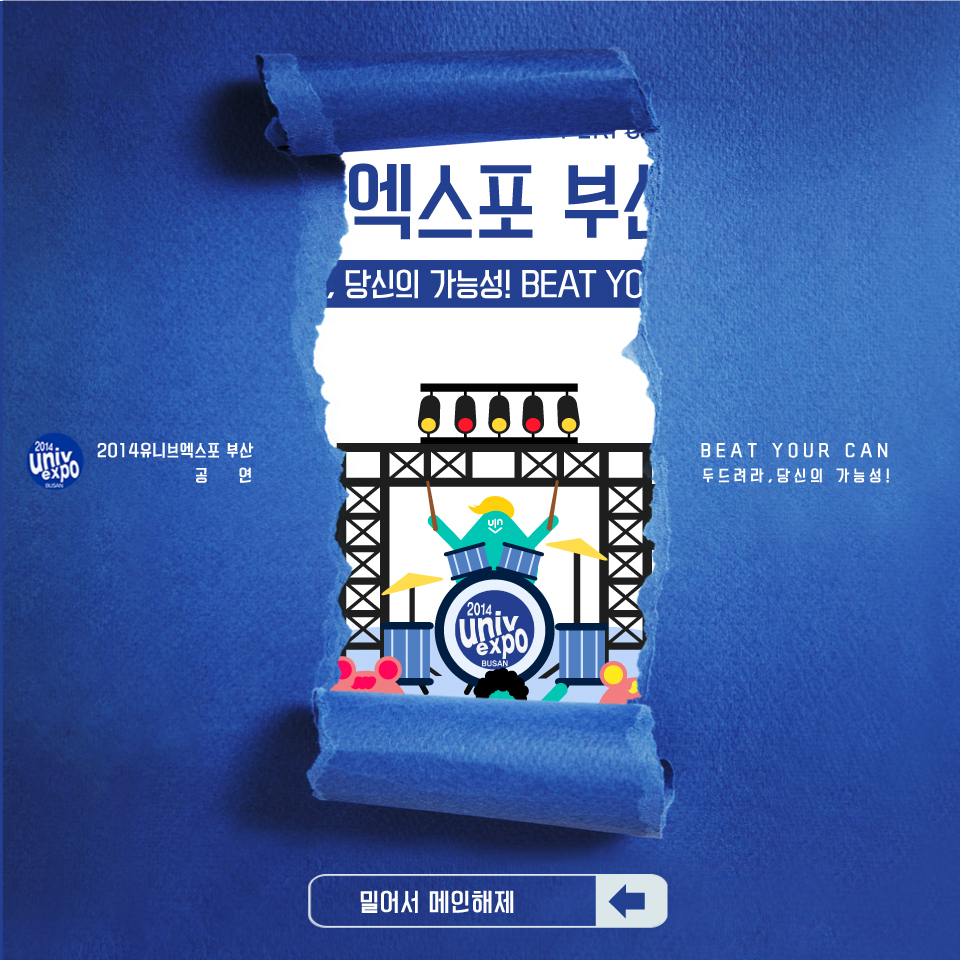 엑스포 부산
, 당신의 가능성! BEAT YO
2014
univ
expo
BUSAN
2014유니브엑스포 부산
공 연
BEAT YOUR CAN
두드려라, 당신의 가능성!
UIN
2014
univ
expo
BUSAN
밀어서 메인해제